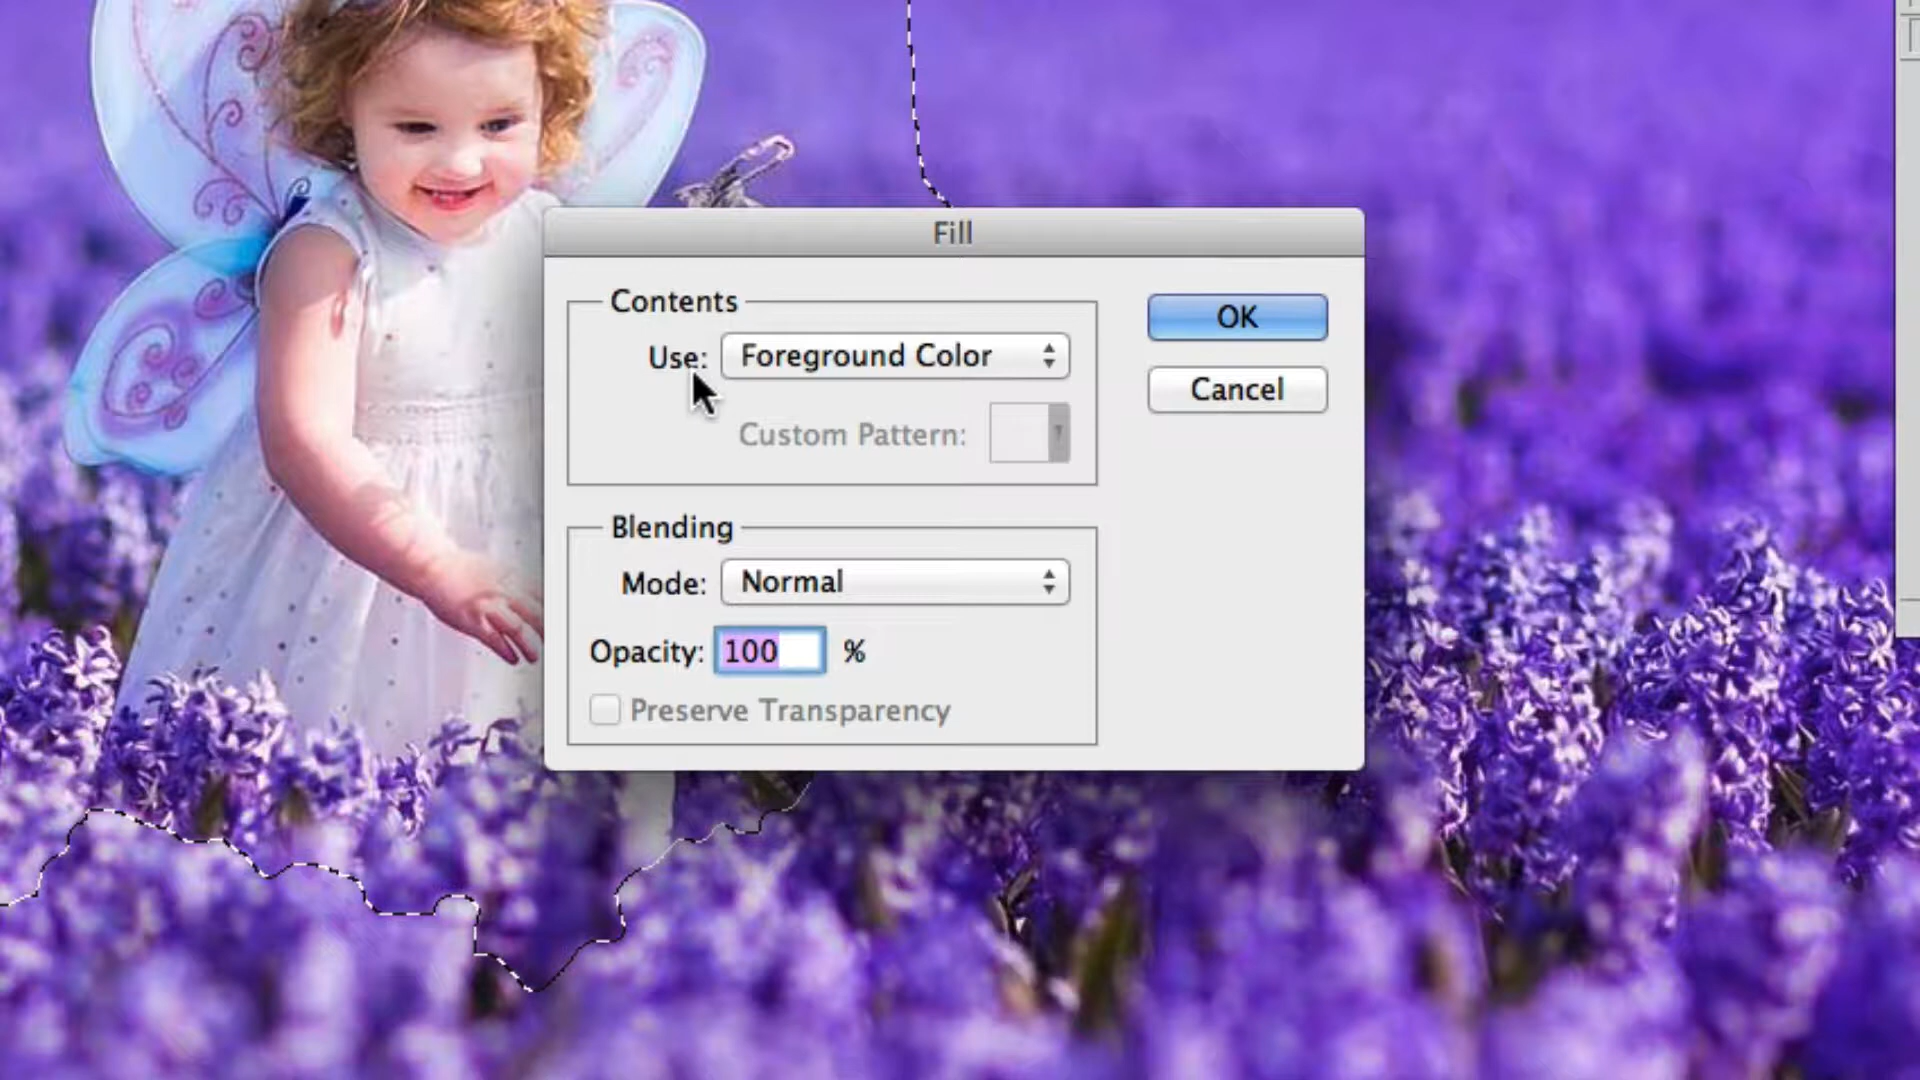 Fill
Contents
Use: Foreground Color
OK
Cancel
Custom Pattern:
Blending
Mode: Normal
Opacity: 100 %
Preserve Transparency